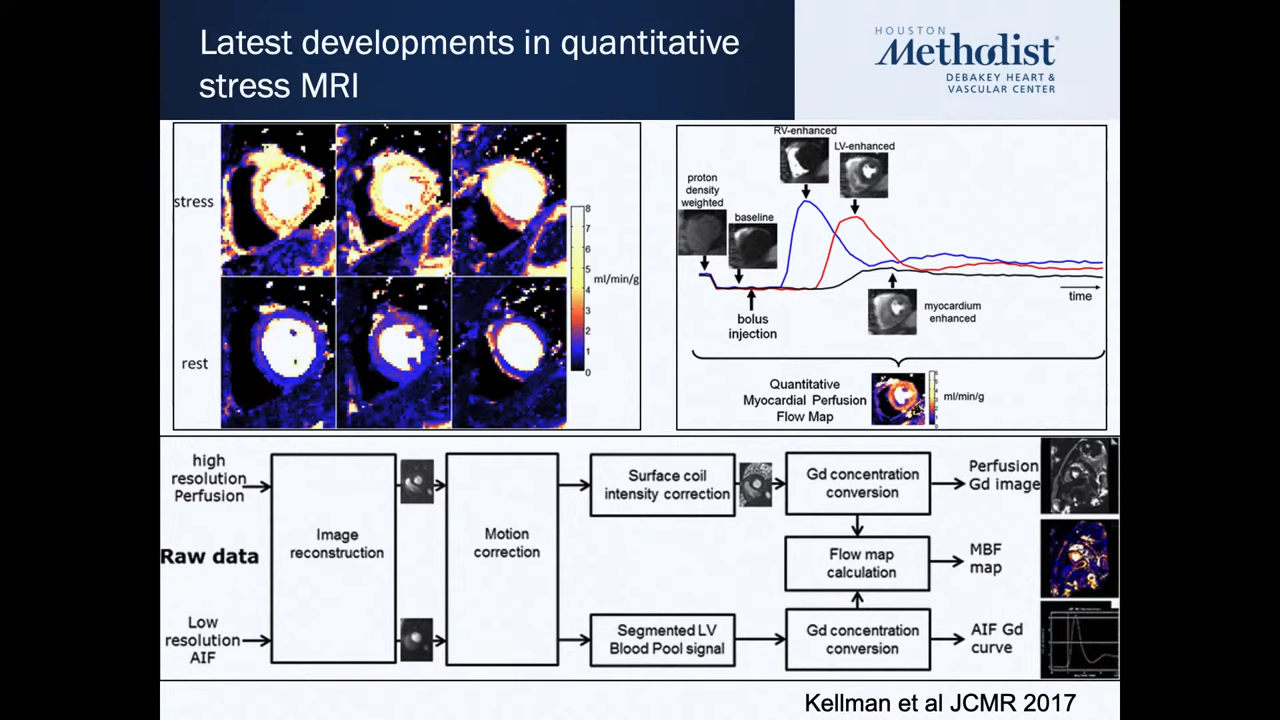 Latest developments in quantitative
stress MRI
HOUSTON
Methodist
DEBAKEY HEART &
VASCULAR CENTER
stress
rest
8
7
6
5
4
3
2
1
0
ml/min/g
RV-enhanced
LV-enhanced
proton
density
weighted
baseline
bolus
injection
myocardium
enhanced
time
Quantitative
Myocardial Perfusion
Flow Map
ml/min/g
high
resolution
Perfusion
Raw data
Low
resolution
AIF
Image
reconstruction
Motion
correction
Surface coil
intensity correction
Segmented LV
Blood Pool signal
Gd concentration
conversion
Flow map
calculation
Gd concentration
conversion
Perfusion
Gd image
MBF
map
AIF Gd
curve
Kellman et al JCMR 2017